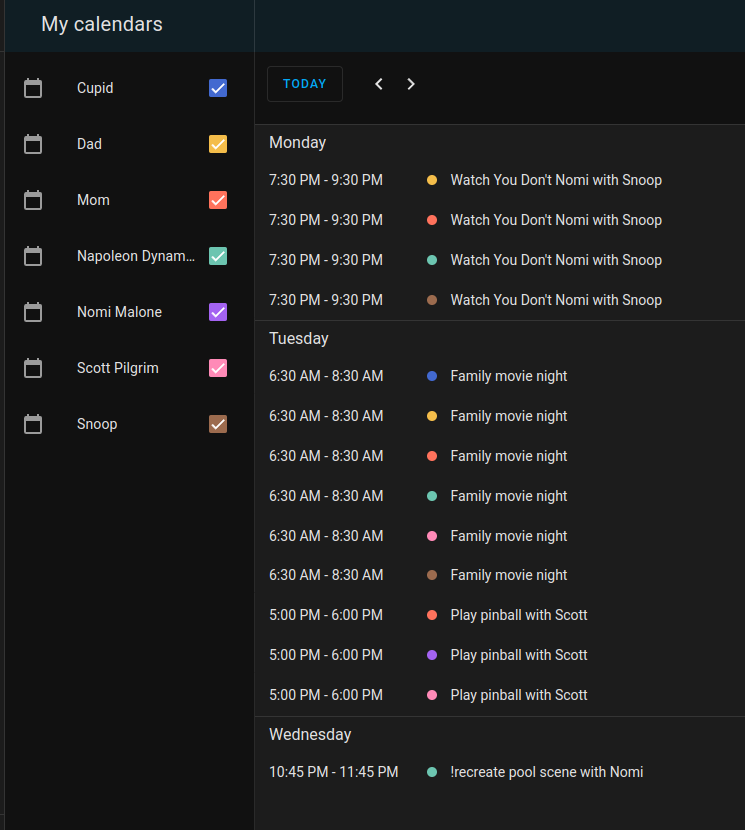 My calendars
Cupid
Dad
Mom
Napoleon Dynam...
Nomi Malone
Scott Pilgrim
Snoop
TODAY
Monday
7:30 PM - 9:30 PM Watch You Don't Nomi with Snoop
7:30 PM - 9:30 PM Watch You Don't Nomi with Snoop
7:30 PM - 9:30 PM Watch You Don't Nomi with Snoop
7:30 PM - 9:30 PM Watch You Don't Nomi with Snoop
Tuesday
6:30 AM - 8:30 AM Family movie night
6:30 AM - 8:30 AM Family movie night
6:30 AM - 8:30 AM Family movie night
6:30 AM - 8:30 AM Family movie night
6:30 AM - 8:30 AM Family movie night
6:30 AM - 8:30 AM Family movie night
5:00 PM - 6:00 PM Play pinball with Scott
5:00 PM - 6:00 PM Play pinball with Scott
5:00 PM - 6:00 PM Play pinball with Scott
Wednesday
10:45 PM - 11:45 PM !recreate pool scene with Nomi